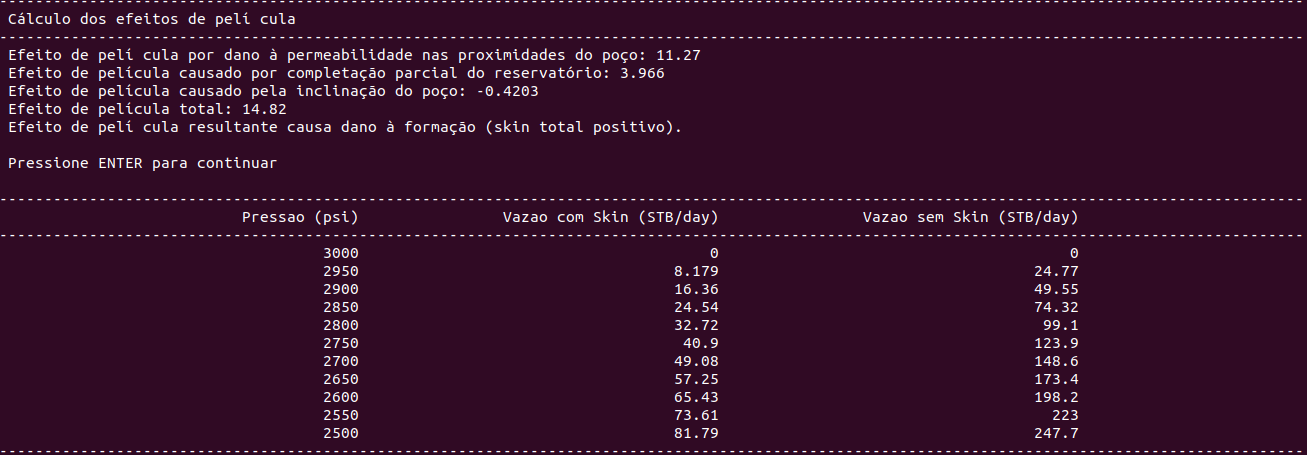 Cálculo dos efeitos de pelí cula
Efeito de pelí cula por dano à permeabilidade nas proximidades do poço: 11.27
Efeito de película causado por completação parcial do reservatório: 3.966
Efeito de película causado pela inclinação do poço: -0.4203
Efeito de película total: 14.82
Efeito de pelí cula resultante causa dano à formação (skin total positivo).
Pressione ENTER para continuar
Pressao (psi) Vazao com Skin (STB/day) Vazao sem Skin (STB/day)
3000 0 0
2950 8.179 24.77
2900 16.36 49.55
2850 24.54 74.32
2800 32.72 99.1
2750 40.9 123.9
2700 49.08 148.6
2650 57.25 173.4
2600 65.43 198.2
2550 73.61 223
2500 81.79 247.7